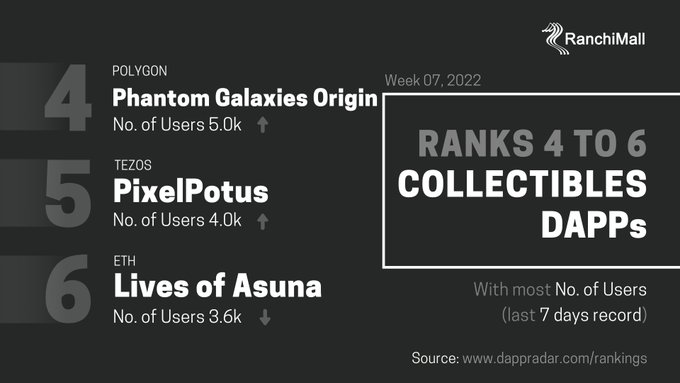 RanchiMall
Week 07, 2022
RANKS 4 TO 6
COLLECTIBLES
DAPPs
4
POLYGON
Phantom Galaxies Origin
No. of Users 5.0k
5
TEZOS
PixelPotus
No. of Users 4.0k
6
ETH
Lives of Asuna
No. of Users 3.6k
With most No. of Users
(last 7 days record)
Source: www.dappradar.com/rankings